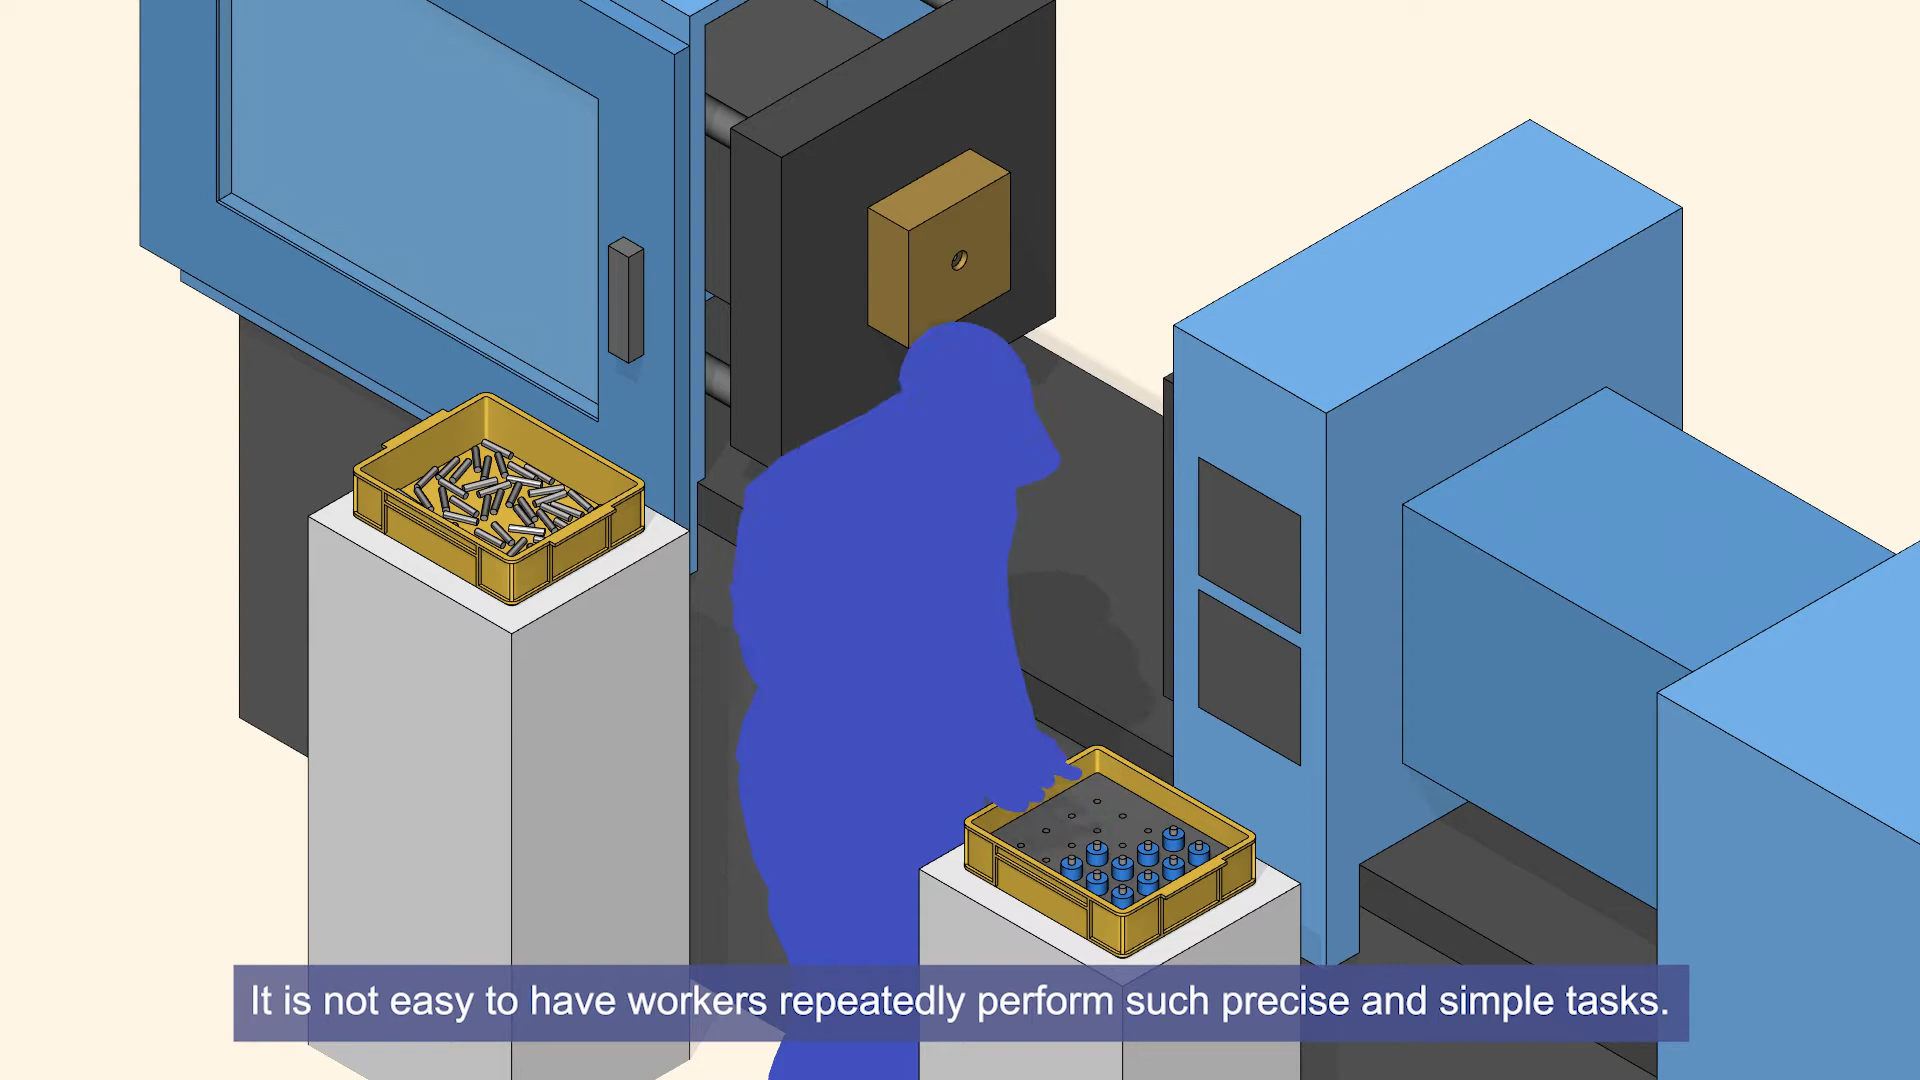 It is not easy to have workers repeatedly perform such precise and simple tasks.